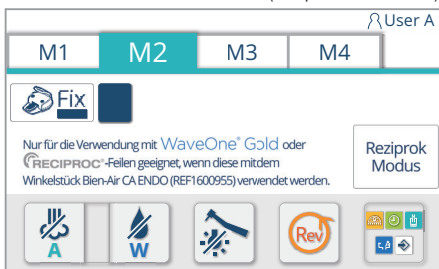 User A
M1 M2 M3 M4
Fix
Nur für die Verwendung mit WaveOne® Gold oder
RECIPROC®-Feilen geeignet, wenn diese mitdem
Winkelstück Bien-Air CA ENDO (REF1600955) verwendet werden.
Reziprok
Modus
A W Rev